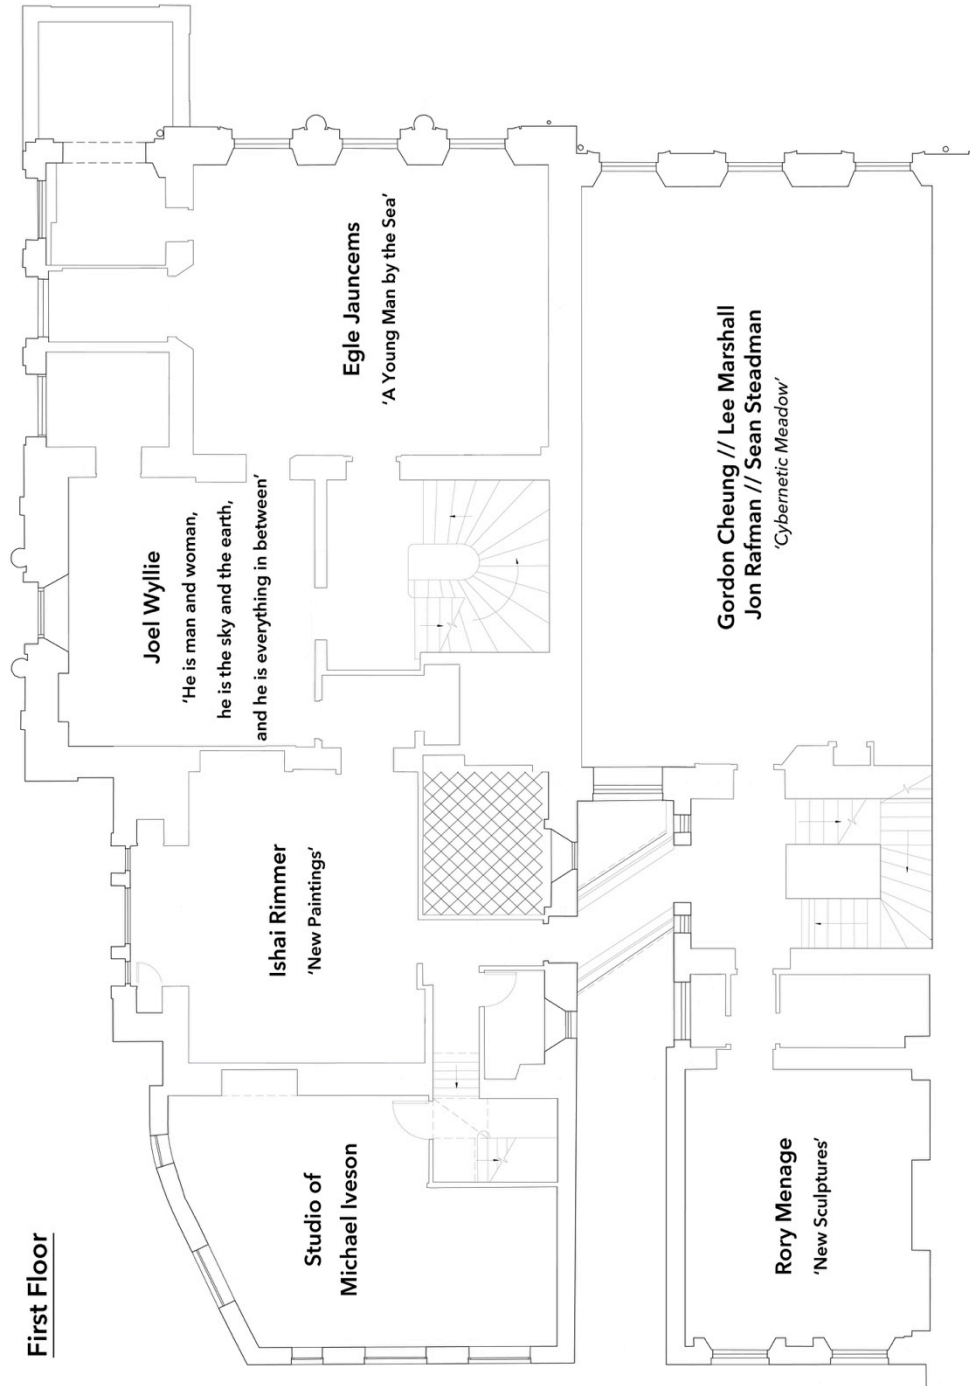 First Floor
Studio of
Michael Iveson
Ishai Rimmer
‘New Paintings’
Joel Wyllie
‘He is man and woman,
he is the sky and the earth,
and he is everything in between’
Egle Jauncems
‘A Young Man by the Sea’
Rory Menage
‘New Sculptures’
Gordon Cheung // Lee Marshall
Jon Rafman // Sean Steadman
‘Cybernetic Meadow’